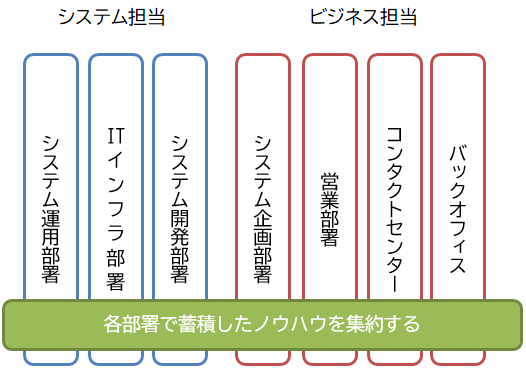 システム担当
ビジネス担当
システム運用部署
ITインフラ部署
システム開発部署
システム企画部署
営業部署
コンタクトセンター
バックオフィス
各部署で蓄積したノウハウを集約する